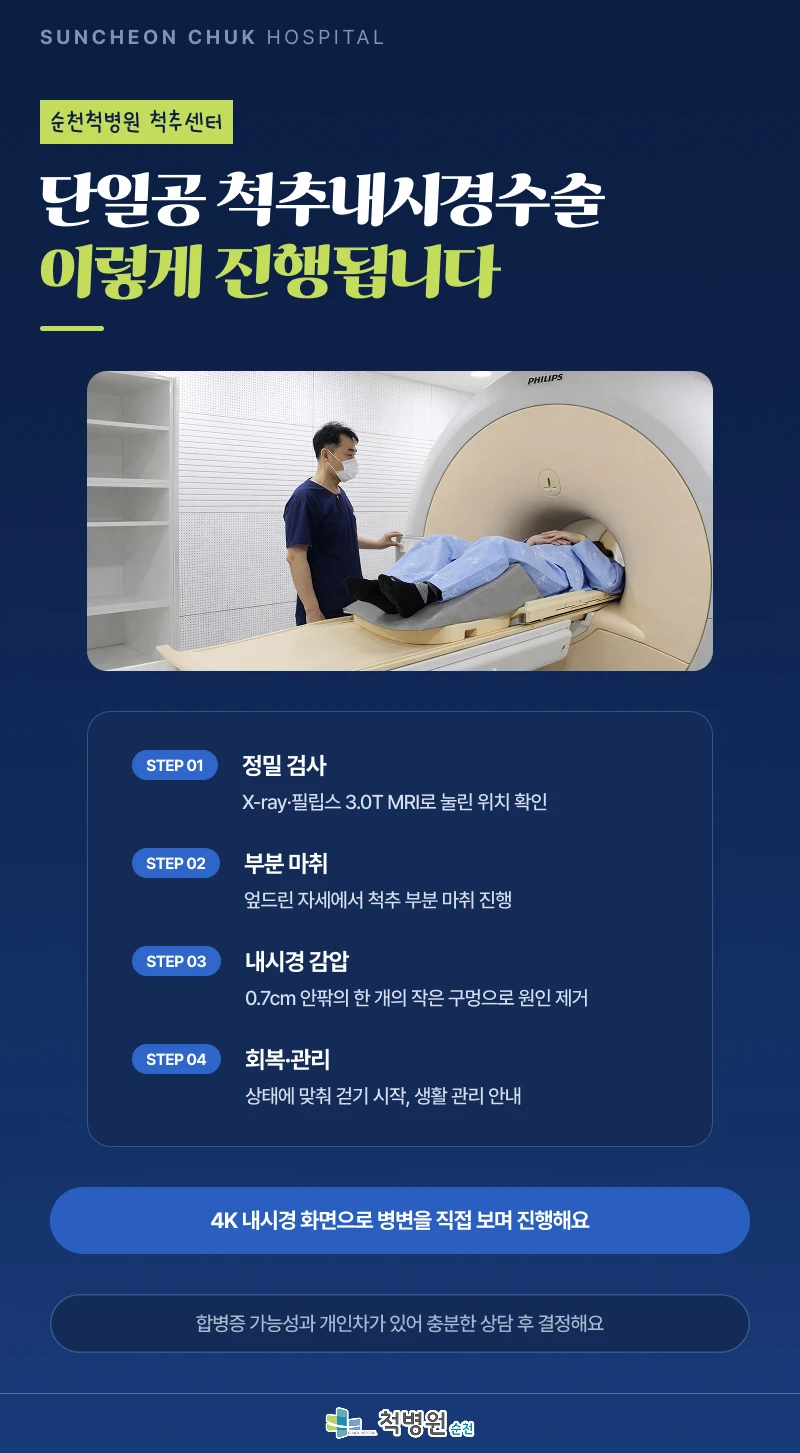 SUNCHEON CHUK HOSPITAL
순천척병원 척추센터
단일공 척추내시경수술
이렇게 진행됩니다
PHILIPS
STEP 01
정밀 검사
X-ray·필립스 3.0T MRI로 눌린 위치 확인
STEP 02
부분 마취
엎드린 자세에서 척추 부분 마취 진행
STEP 03
내시경 감압
0.7cm 안팎의 한 개의 작은 구멍으로 원인 제거
STEP 04
회복·관리
상태에 맞춰 걷기 시작, 생활 관리 안내
4K 내시경 화면으로 병변을 직접 보며 진행해요
합병증 가능성과 개인차가 있어 충분한 상담 후 결정해요
척병원 순천